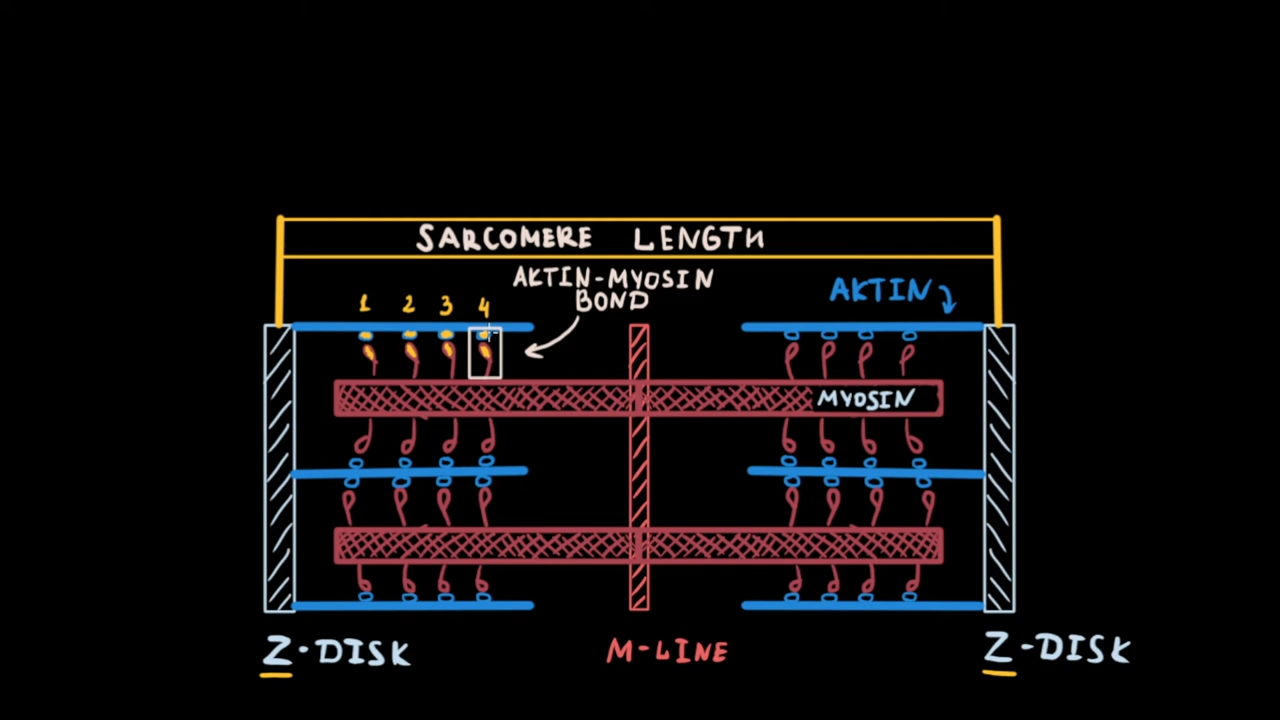 SARCOMERE LENGTH
AKTIN-MYOSIN
BOND
AKTIN
1 2 3 4
MYOSIN
Z-DISK
M-LINE
Z-DISK